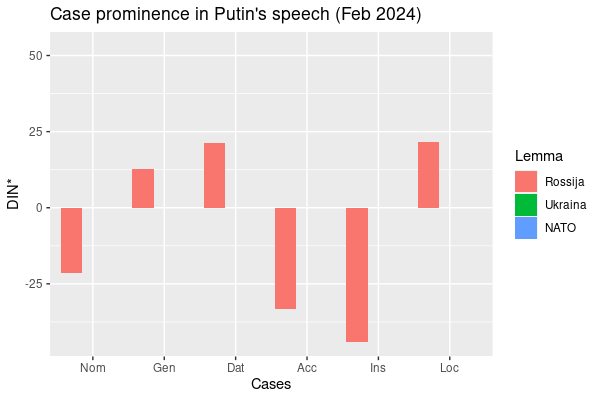 Case prominence in Putin's speech (Feb 2024)
50
25
0
-25
DIN*
Nom Gen Dat Acc Ins Loc
Cases
Lemma
Rossija
Ukraina
NATO